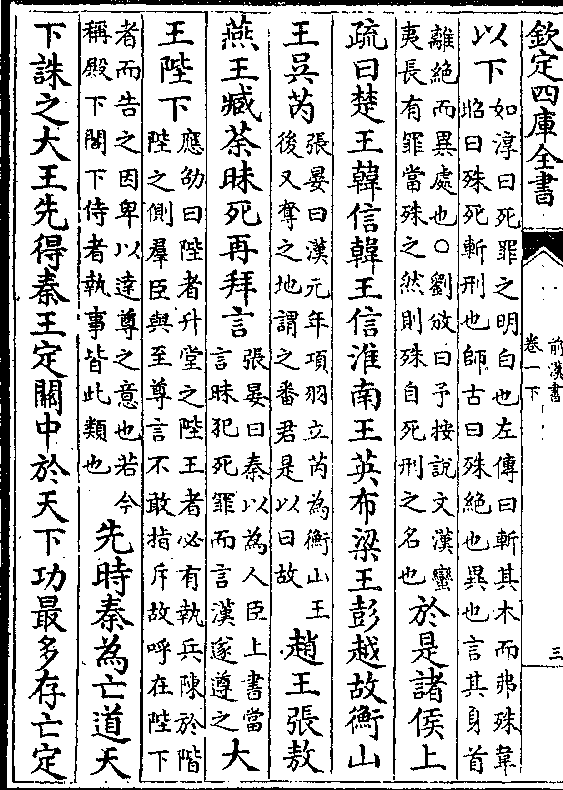 欽定四庫全書
前漢書
卷一下
三
以下
如淳曰死罪之明白也左傳曰斬其木而弗殊韋
昭曰殊死斬刑也師古曰殊絶也異也言其身首
離絶而異處也○劉攽曰予按説文漢蠻
夷長有罪當殊之然則殊自死刑之名也
於是諸侯上
疏曰楚王韓信韓王信淮南王英布梁王彭越故衡山
王吳芮
張晏曰漢元年項羽立芮為衡山王
後又奪之地謂之番君是以曰故
趙王張敖
燕王臧荼昧死再拜言
張晏曰秦以為人臣上書當
言昧犯死罪而言漢遂遵之
大
王陛下
應劭曰陛者升堂之陛王者必有執兵陳於階
陛之側羣臣與至尊言不敢指斥故呼在陛下
者而告之因卑以達尊之意也若今
稱殿下閣下侍者執事皆此類也
先時秦為亡道天
下誅之大王先得秦王定關中於天下功最多存亡定